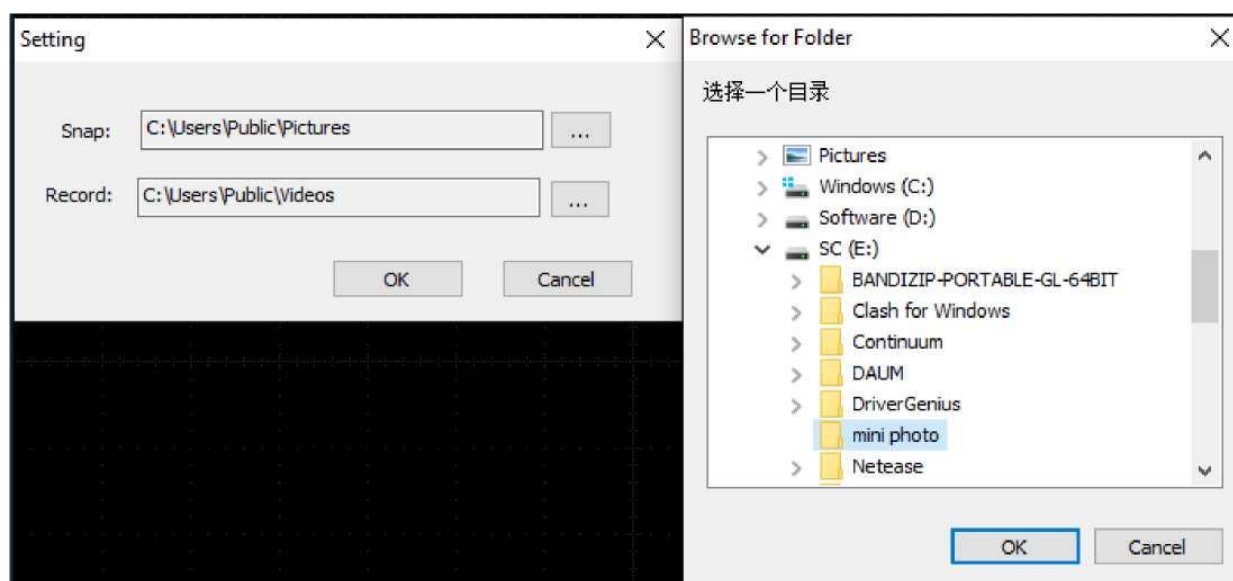 Setting
Snap:
C:\Users\Public\Pictures
...
Record:
C:\Users\Public\Videos
...
OK
Cancel
Browse for Folder
选择一个目录
Pictures
Windows (C:)
Software (D:)
SC (E:)
BANDIZIP-PORTABLE-GL-64BIT
Clash for Windows
Continuum
DAUM
DriverGenius
mini photo
Netease
OK
Cancel